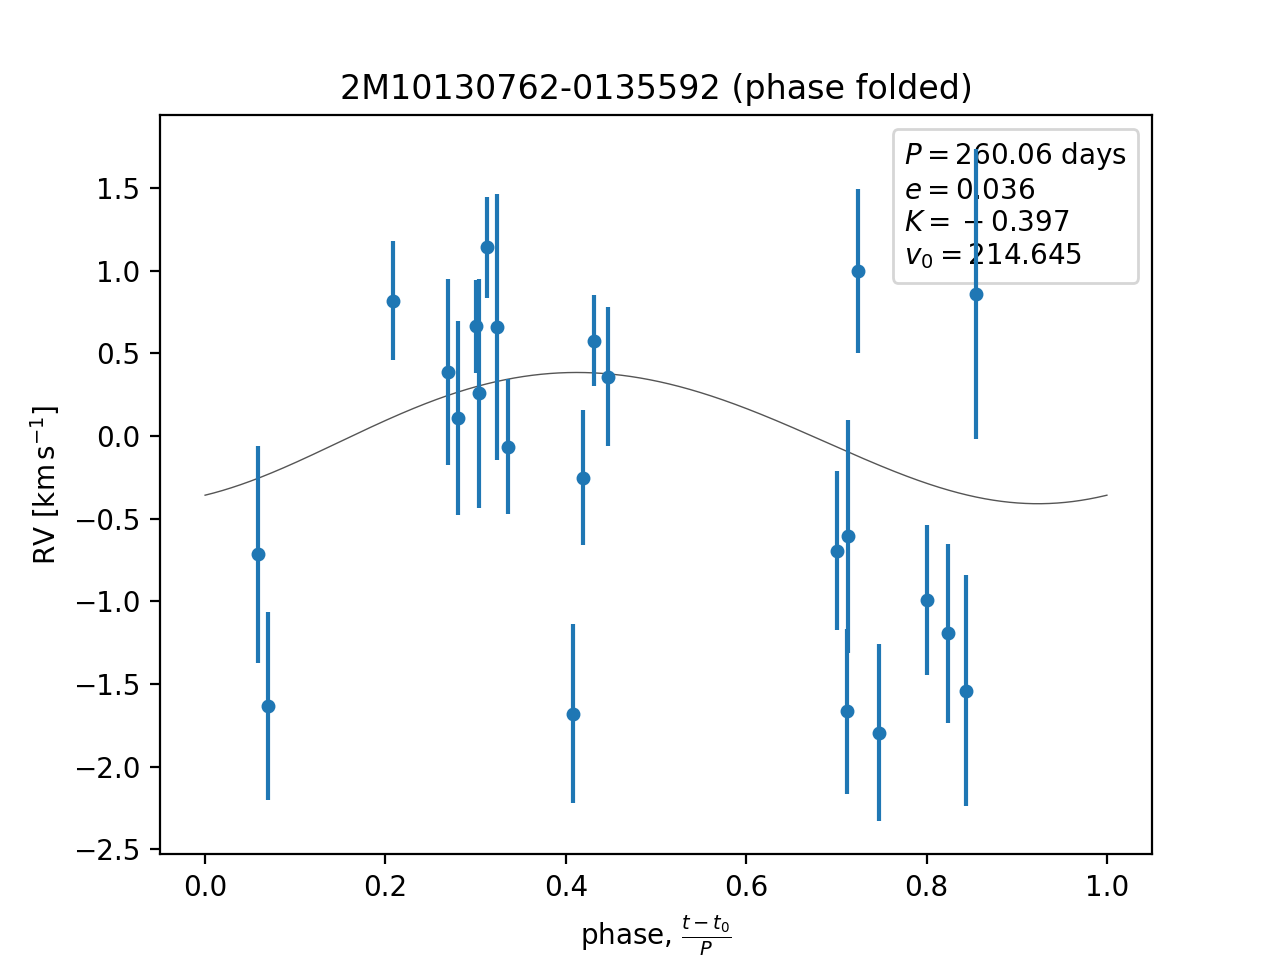 2M10130762-0135592 (phase folded)
P = 260.06 days
e = 0.036
K = −0.397
v₀ = 214.645
1.5
1.0
0.5
0.0
−0.5
−1.0
−1.5
−2.0
−2.5
RV [km s⁻¹]
0.0 0.2 0.4 0.6 0.8 1.0
phase, (t − t₀)/P